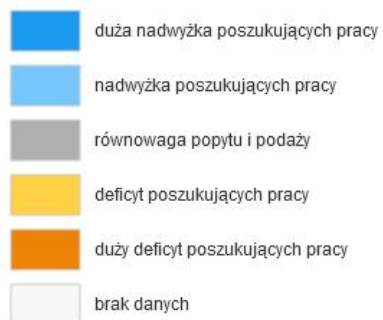 duża nadwyżka poszukujących pracy
nadwyżka poszukujących pracy
równowaga popytu i podaży
deficyt poszukujących pracy
duży deficyt poszukujących pracy
brak danych